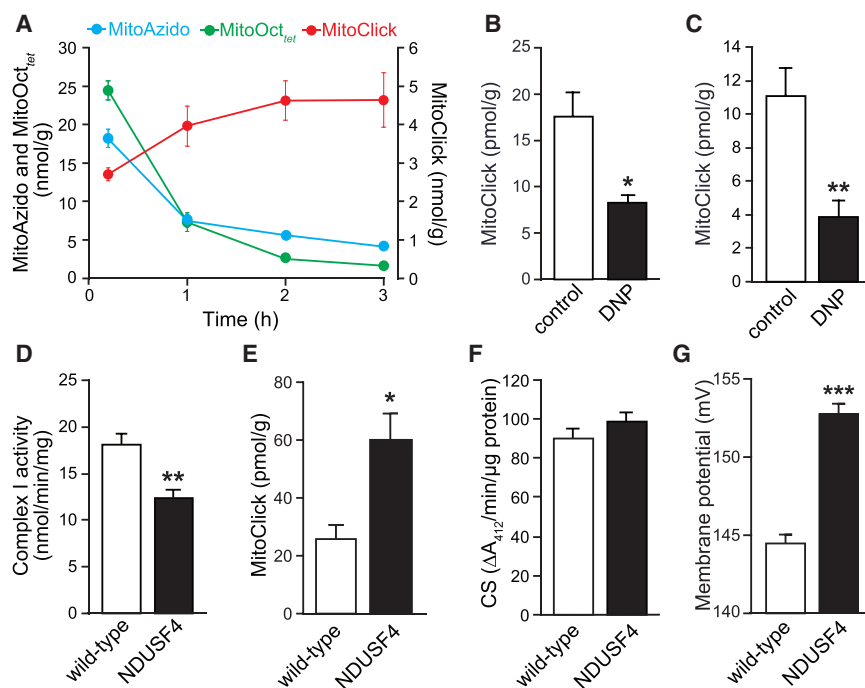 A
MitoAzido MitoOct_tet MitoClick
MitoAzido and MitoOct_tet
(nmol/g)
30
25
20
15
10
5
0
6
5
4
3
2
1
0
MitoClick (nmol/g)
0 1 2 3
Time (h)
B
MitoClick (pmol/g)
25
20
15
10
5
0
*
control DNP
C
MitoClick (pmol/g)
14
12
10
8
6
4
2
0
**
control DNP
D
Complex I activity
(nmol/min/mg)
25
20
15
10
5
0
**
wild-type NDUSF4
E
MitoClick (pmol/g)
80
60
40
20
0
*
wild-type NDUSF4
F
CS (ΔA412/min/µg protein)
120
100
80
60
40
20
0
wild-type NDUSF4
G
Membrane potential (mV)
155
150
145
140
***
wild-type NDUSF4